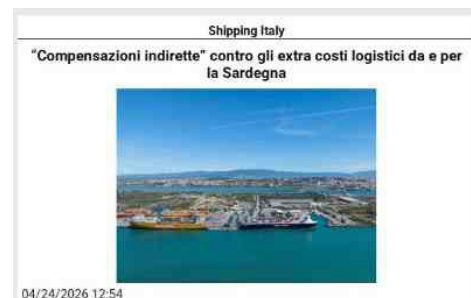 Shipping Italy
“Compensazioni indirette” contro gli extra costi logistici da e per
la Sardegna
04/24/2026 12:54